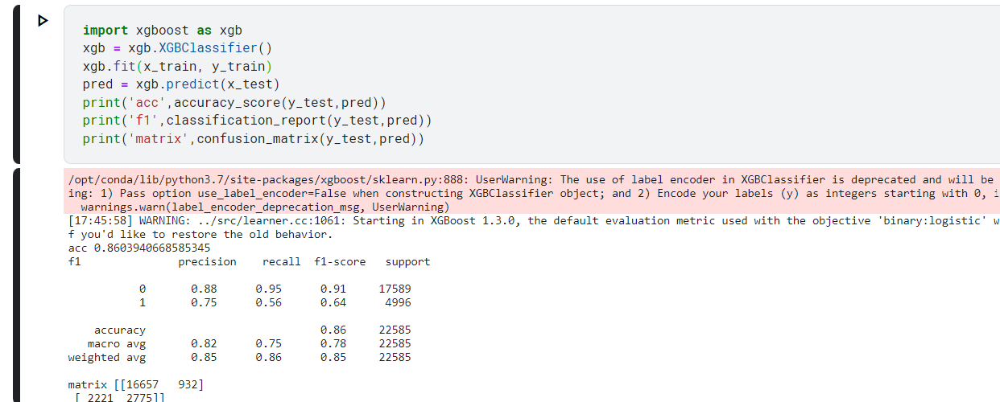 import xgboost as xgb
xgb = xgb.XGBClassifier()
xgb.fit(x_train, y_train)
pred = xgb.predict(x_test)
print('acc',accuracy_score(y_test,pred))
print('f1',classification_report(y_test,pred))
print('matrix',confusion_matrix(y_test,pred))
/opt/conda/lib/python3.7/site-packages/xgboost/sklearn.py:888: UserWarning: The use of label encoder in XGBClassifier is deprecated and will be
ing: 1) Pass option use_label_encoder=False when constructing XGBClassifier object; and 2) Encode your labels (y) as integers starting with 0, i
warnings.warn(label_encoder_deprecation_msg, UserWarning)
[17:45:58] WARNING: ../src/learner.cc:1061: Starting in XGBoost 1.3.0, the default evaluation metric used with the objective 'binary:logistic' w
f you'd like to restore the old behavior.
acc 0.8603940668585345
f1 precision recall f1-score support
0 0.88 0.95 0.91 17589
1 0.75 0.56 0.64 4996
accuracy 0.86 22585
macro avg 0.82 0.75 0.78 22585
weighted avg 0.85 0.86 0.85 22585
matrix [[16657 932]
[ 2221 2775]]